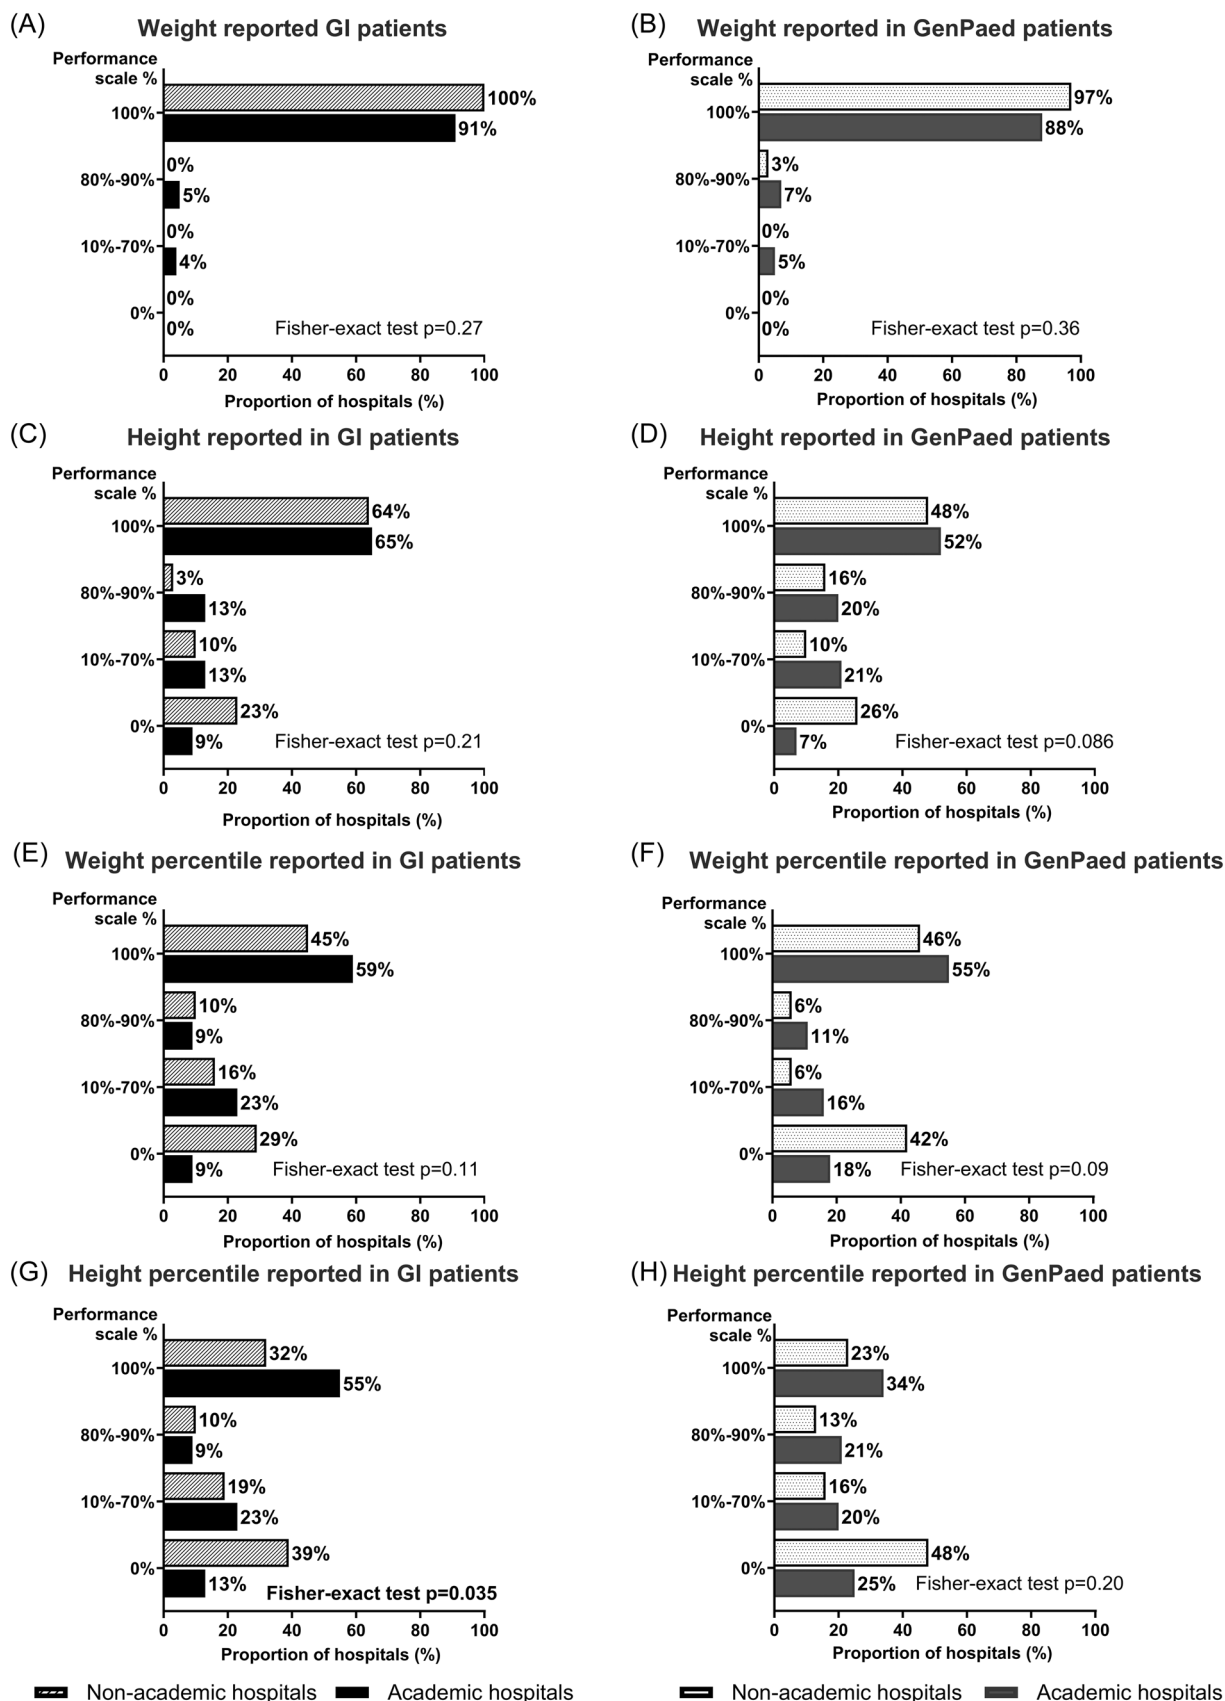 (A) Weight reported GI patients
Performance
scale %
100%
100%
91%
80%-90%
0%
5%
10%-70%
0%
4%
0%
0%
0%
Fisher-exact test p=0.27
0 20 40 60 80 100
Proportion of hospitals (%)
(B) Weight reported in GenPaed patients
Performance
scale %
100%
97%
88%
80%-90%
3%
7%
10%-70%
0%
5%
0%
0%
0%
Fisher-exact test p=0.36
0 20 40 60 80 100
Proportion of hospitals (%)
(C) Height reported in GI patients
Performance
scale %
100%
64%
65%
80%-90%
3%
13%
10%-70%
10%
13%
0%
23%
9%
Fisher-exact test p=0.21
0 20 40 60 80 100
Proportion of hospitals (%)
(D) Height reported in GenPaed patients
Performance
scale %
100%
48%
52%
80%-90%
16%
20%
10%-70%
10%
21%
0%
26%
7%
Fisher-exact test p=0.086
0 20 40 60 80 100
Proportion of hospitals (%)
(E) Weight percentile reported in GI patients
Performance
scale %
100%
45%
59%
80%-90%
10%
9%
10%-70%
16%
23%
0%
29%
9%
Fisher-exact test p=0.11
0 20 40 60 80 100
Proportion of hospitals (%)
(F) Weight percentile reported in GenPaed patients
Performance
scale %
100%
46%
55%
80%-90%
6%
11%
10%-70%
6%
16%
0%
42%
18%
Fisher-exact test p=0.09
0 20 40 60 80 100
Proportion of hospitals (%)
(G) Height percentile reported in GI patients
Performance
scale %
100%
32%
55%
80%-90%
10%
9%
10%-70%
19%
23%
0%
39%
13%
Fisher-exact test p=0.035
0 20 40 60 80 100
Proportion of hospitals (%)
(H) Height percentile reported in GenPaed patients
Performance
scale %
100%
23%
34%
80%-90%
13%
21%
10%-70%
16%
20%
0%
48%
25%
Fisher-exact test p=0.20
0 20 40 60 80 100
Proportion of hospitals (%)
Non-academic hospitals Academic hospitals
Non-academic hospitals Academic hospitals